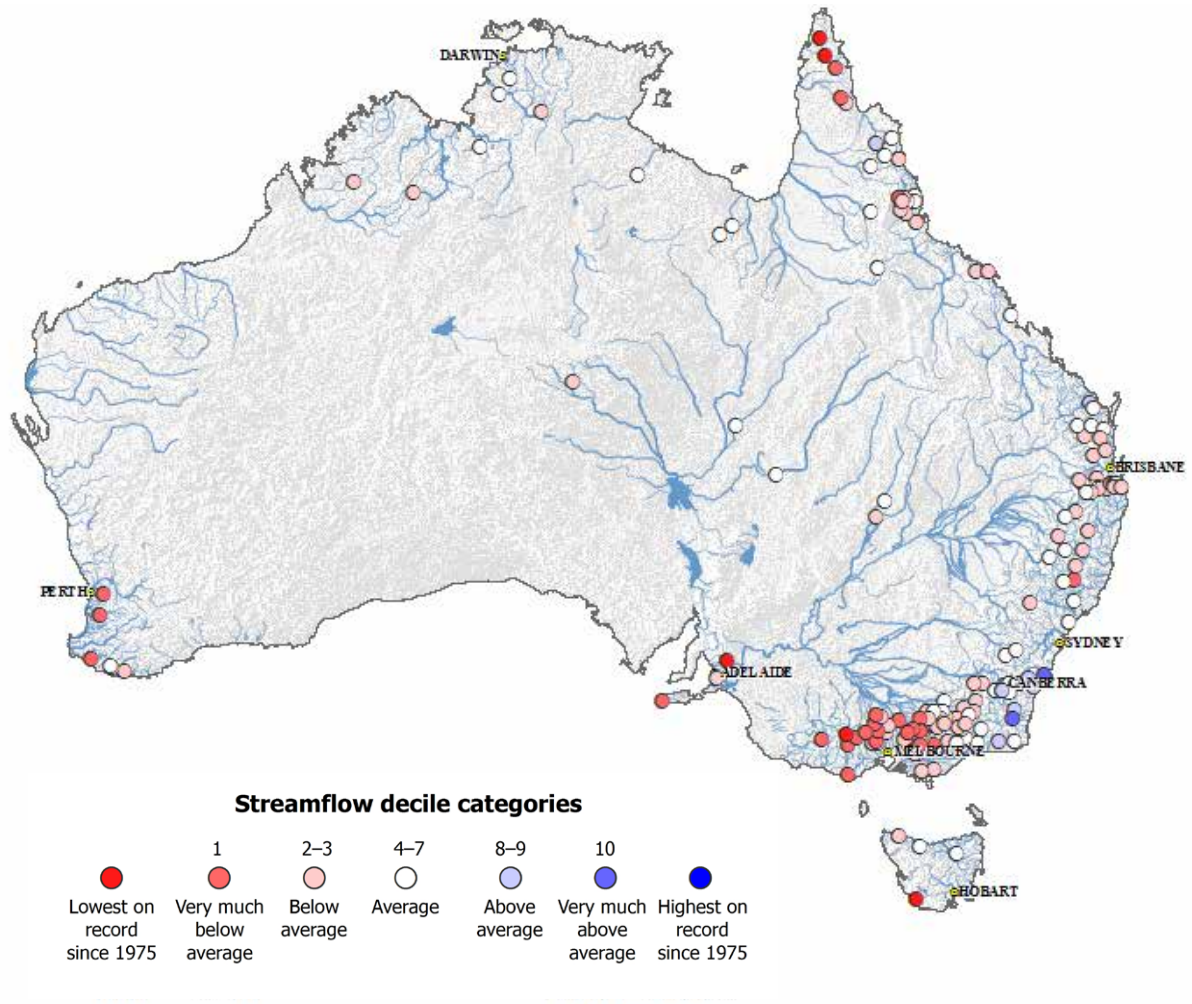 DARWIN
BRISBANE
PERTH
SYDNEY
ADELAIDE
CANBERRA
MELBOURNE
Streamflow decile categories
1 2–3 4–7 8–9 10
Lowest on record since 1975
Very much below average
Below average
Average
Above average
Very much above average
Highest on record since 1975
HOBART